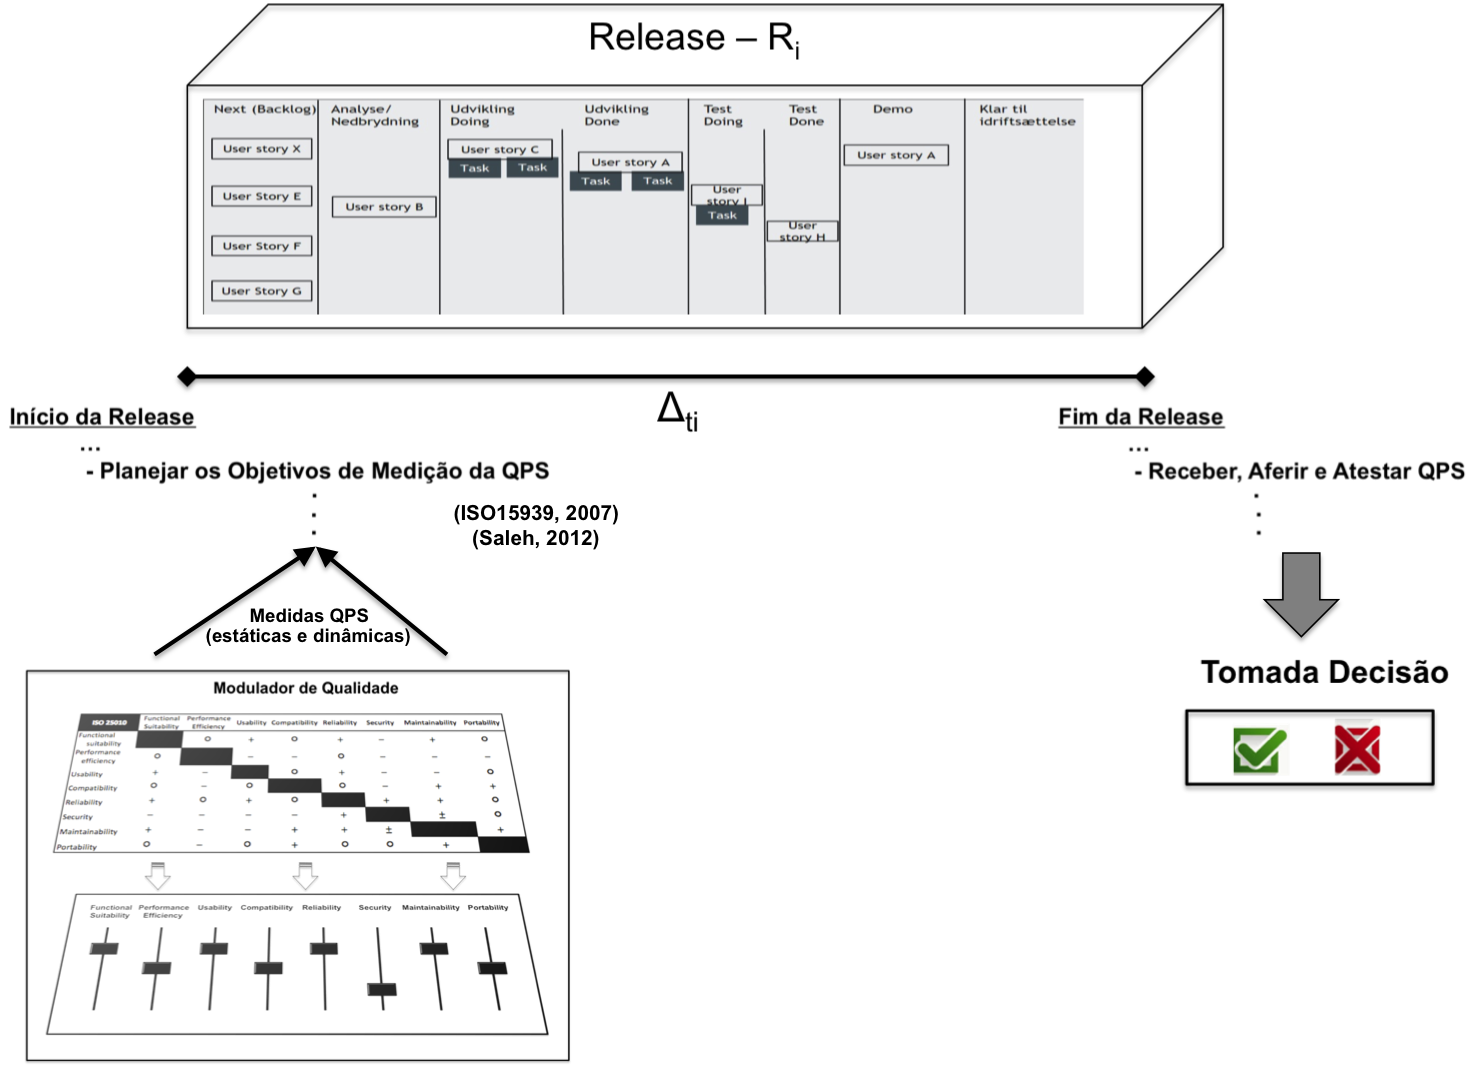 Release – Ri
Next (Backlog)
Analyse/
Nedbrydning
Udvikling
Doing
Udvikling
Done
Test
Doing
Test
Done
Demo
Klar til
idriftsættelse
User story X
User Story E
User Story F
User Story G
User story B
User story C
Task Task
User story A
Task Task
User
story I
Task
User
story H
User story A
Δti
Início da Release
...
- Planejar os Objetivos de Medição da QPS
(ISO15939, 2007)
(Saleh, 2012)
Medidas QPS
(estáticas e dinâmicas)
Fim da Release
...
- Receber, Aferir e Atestar QPS
Tomada Decisão
Modulador de Qualidade
ISO 25010 Functional Suitability Performance Efficiency Usability Compatibility Reliability Security Maintainability Portability
Functional suitability O + O + – + O
Performance efficiency O – – O – – –
Usability + – O + – – O
Compatibility O – O O – + +
Reliability + O + O + + O
Security – – – – + ± O
Maintainability + – – + + ± +
Portability O – O + O O +
Functional
Suitability
Performance
Efficiency
Usability
Compatibility
Reliability
Security
Maintainability
Portability